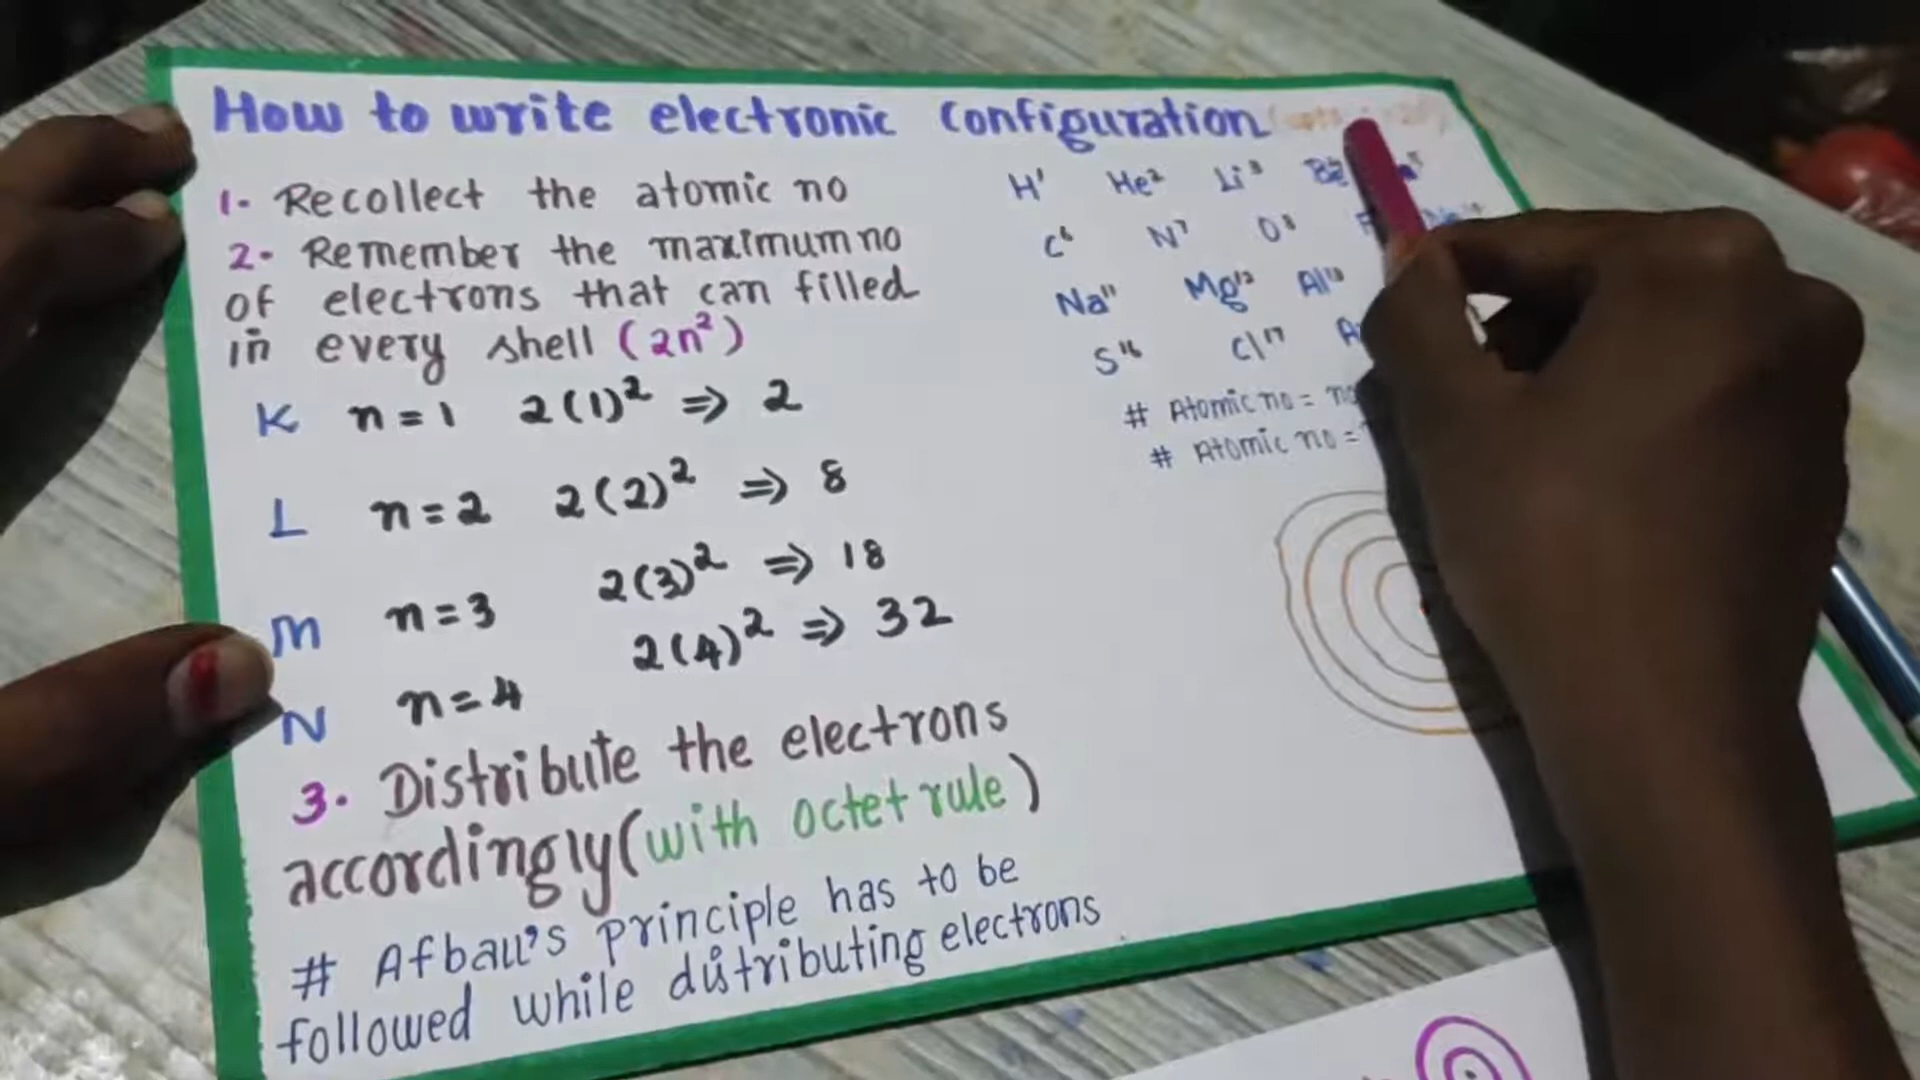 How to write electronic configuration
1. Recollect the atomic no
2. Remember the maximum no
of electrons that can filled
in every shell (2n²)
K n = 1 2(1)² ⇒ 2
L n = 2 2(2)² ⇒ 8
M n = 3 2(3)² ⇒ 18
N n = 4 2(4)² ⇒ 32
3. Distribute the electrons
accordingly (with octet rule)
# Afbau's principle has to be
followed while distributing electrons
H¹ He² Li³
C⁶ N⁷ O⁸
Na¹¹ Mg¹² Al¹³
S¹⁶ Cl¹⁷
# Atomic no =
# Atomic no =